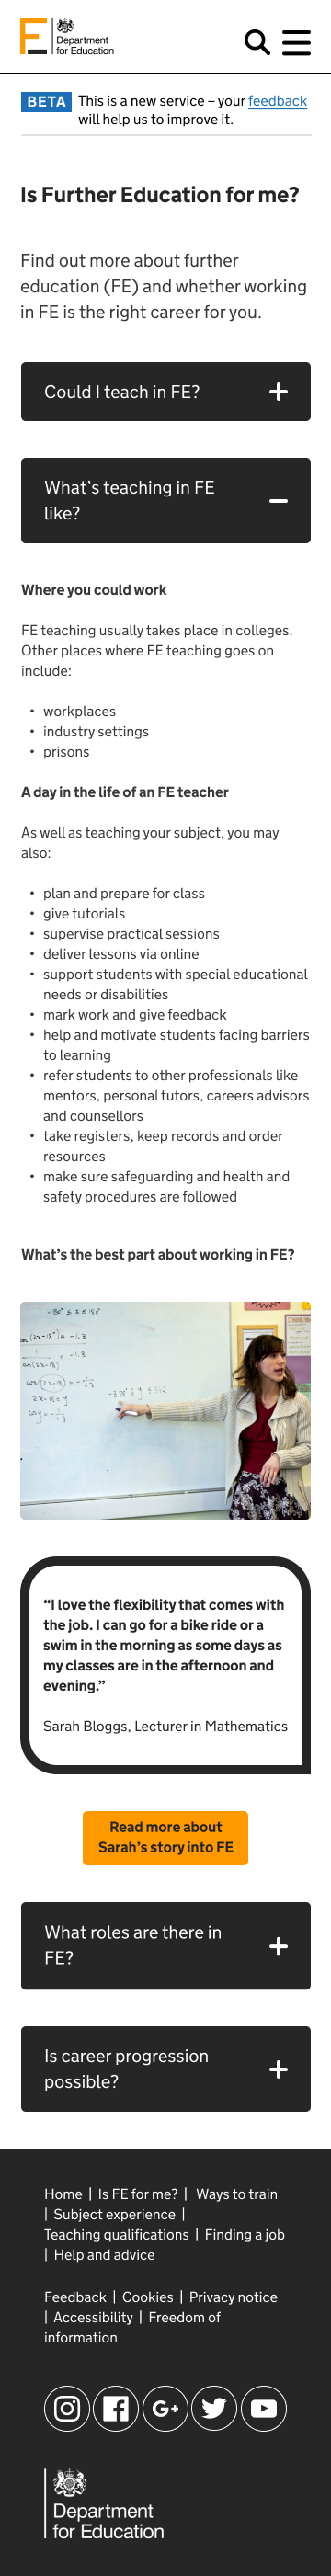 E
Department
for Education
BETA
This is a new service – your feedback
will help us to improve it.
Is Further Education for me?
Find out more about further
education (FE) and whether working
in FE is the right career for you.
Could I teach in FE?
What’s teaching in FE
like?
Where you could work
FE teaching usually takes place in colleges.
Other places where FE teaching goes on
include:
• workplaces
• industry settings
• prisons
A day in the life of an FE teacher
As well as teaching your subject, you may
also:
• plan and prepare for class
• give tutorials
• supervise practical sessions
• deliver lessons via online
• support students with special educational
needs or disabilities
• mark work and give feedback
• help and motivate students facing barriers
to learning
• refer students to other professionals like
mentors, personal tutors, careers advisors
and counsellors
• take registers, keep records and order
resources
• make sure safeguarding and health and
safety procedures are followed
What’s the best part about working in FE?
“I love the flexibility that comes with
the job. I can go for a bike ride or a
swim in the morning as some days as
my classes are in the afternoon and
evening.”
Sarah Bloggs, Lecturer in Mathematics
Read more about
Sarah’s story into FE
What roles are there in
FE?
Is career progression
possible?
Home | Is FE for me? | Ways to train
| Subject experience |
Teaching qualifications | Finding a job
| Help and advice
Feedback | Cookies | Privacy notice
| Accessibility | Freedom of
information
G+
Department
for Education